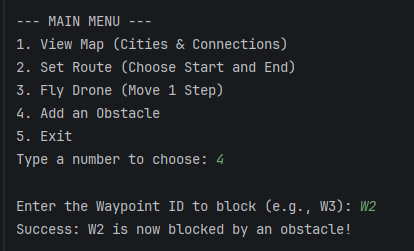 --- MAIN MENU ---
1. View Map (Cities & Connections)
2. Set Route (Choose Start and End)
3. Fly Drone (Move 1 Step)
4. Add an Obstacle
5. Exit
Type a number to choose: 4
Enter the Waypoint ID to block (e.g., W3): W2
Success: W2 is now blocked by an obstacle!